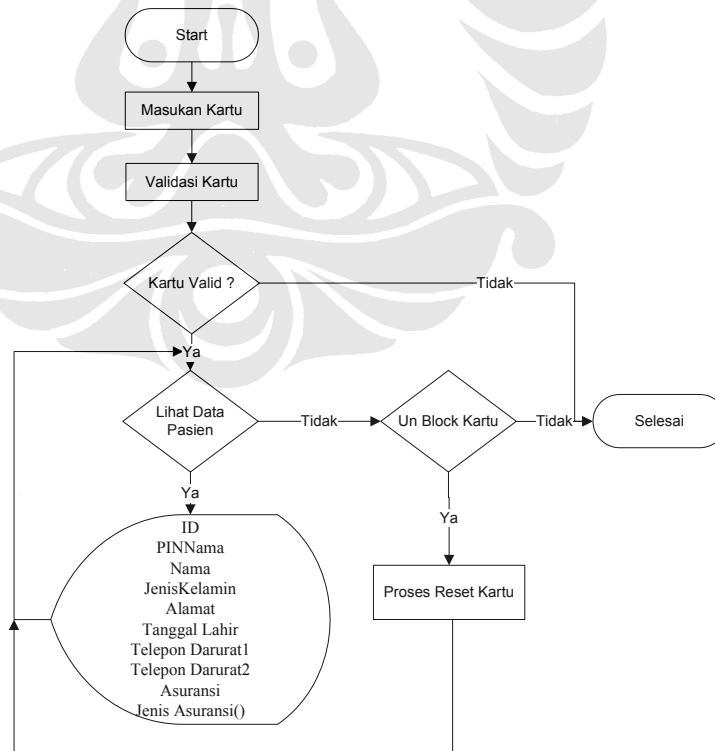 Start
Masukan Kartu
Validasi Kartu
Kartu Valid ?
Tidak
Ya
Lihat Data
Pasien
Tidak
Un Block Kartu
Tidak
Selesai
Ya
Ya
ID
PINNama
Nama
JenisKelamin
Alamat
Tanggal Lahir
Telepon Darurat1
Telepon Darurat2
Asuransi
Jenis Asuransi()
Proses Reset Kartu